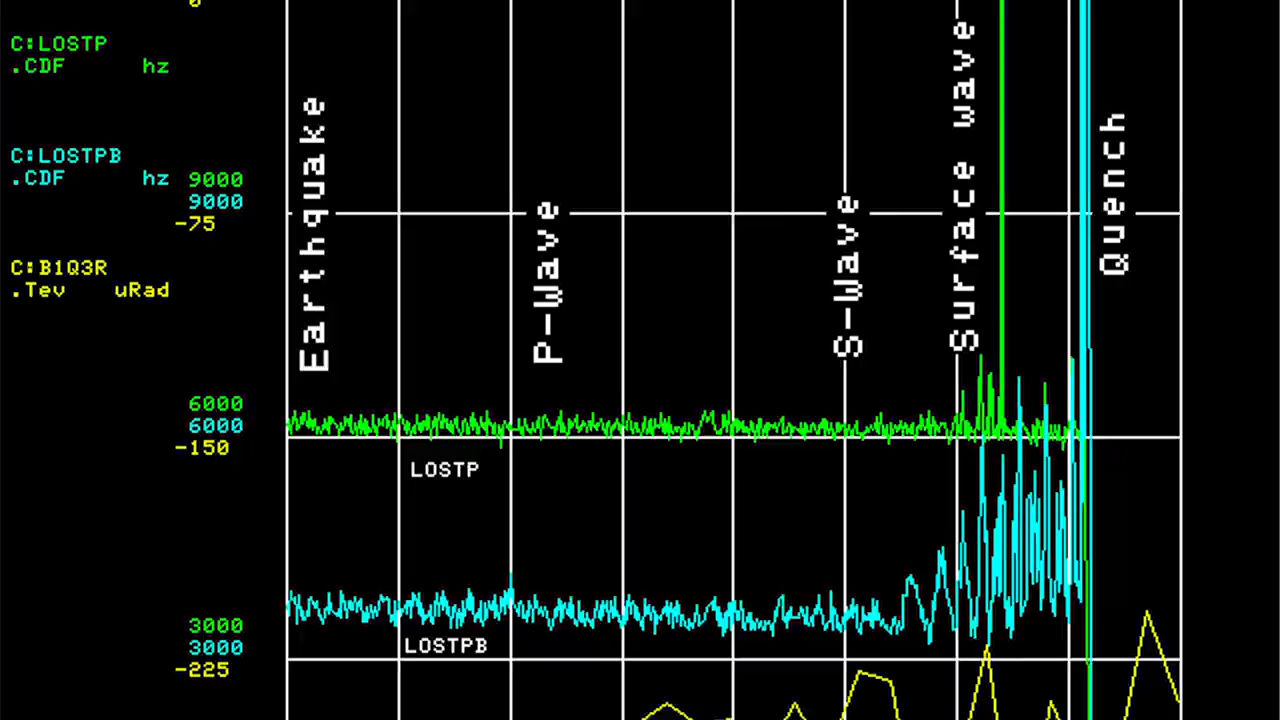 0
C:LOSTP
.CDF hz
C:LOSTPB
.CDF hz
9000
9000
-75
C:B1Q3R
.Tev uRad
6000
6000
-150
3000
3000
-225
Earthquake
P-Wave
S-Wave
Surface wave
Quench
LOSTP
LOSTPB